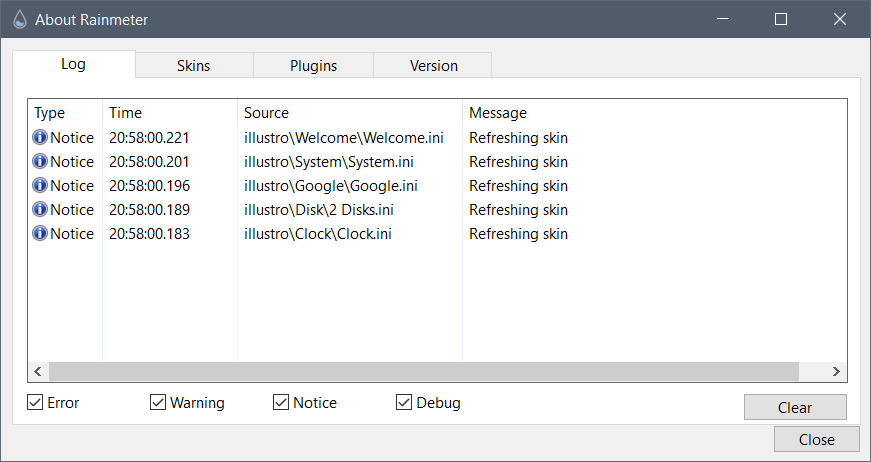 About Rainmeter
Log Skins Plugins Version
Type Time Source Message
Notice 20:58:00.221 illustro\Welcome\Welcome.ini Refreshing skin
Notice 20:58:00.201 illustro\System\System.ini Refreshing skin
Notice 20:58:00.196 illustro\Google\Google.ini Refreshing skin
Notice 20:58:00.189 illustro\Disk\2 Disks.ini Refreshing skin
Notice 20:58:00.183 illustro\Clock\Clock.ini Refreshing skin
Error Warning Notice Debug
Clear
Close